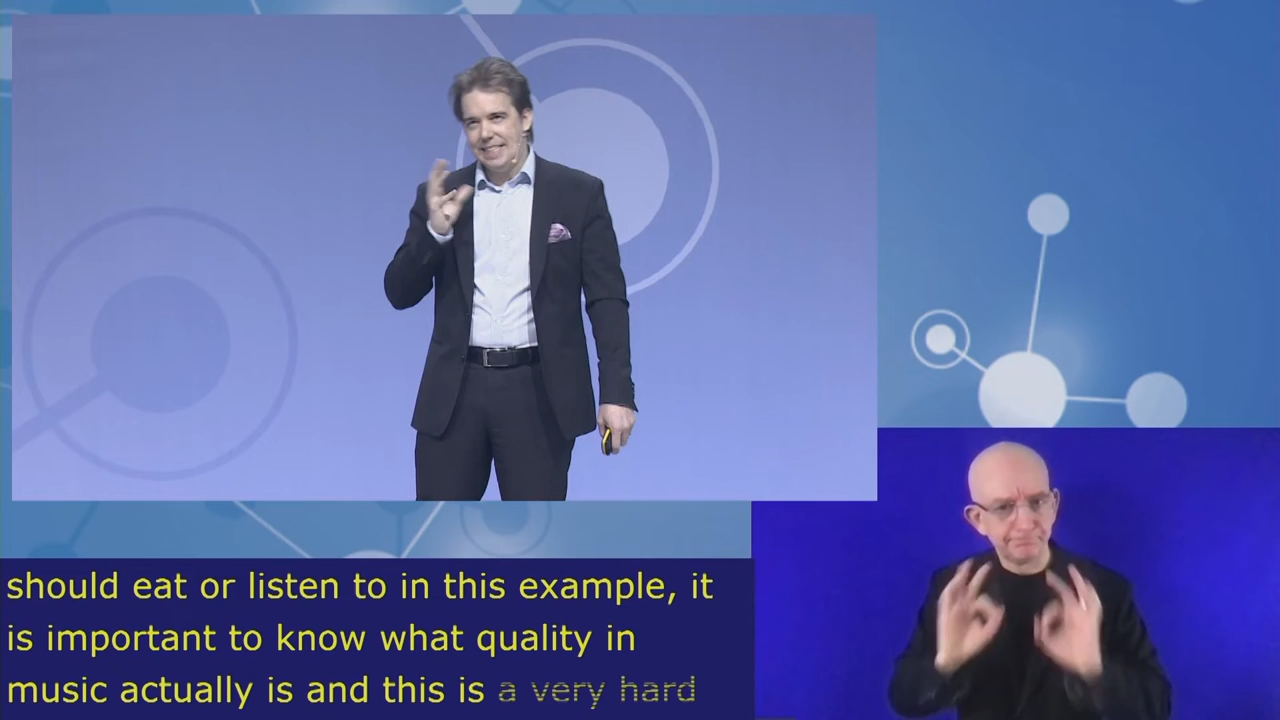 should eat or listen to in this example, it
is important to know what quality in
music actually is and this is a very hard